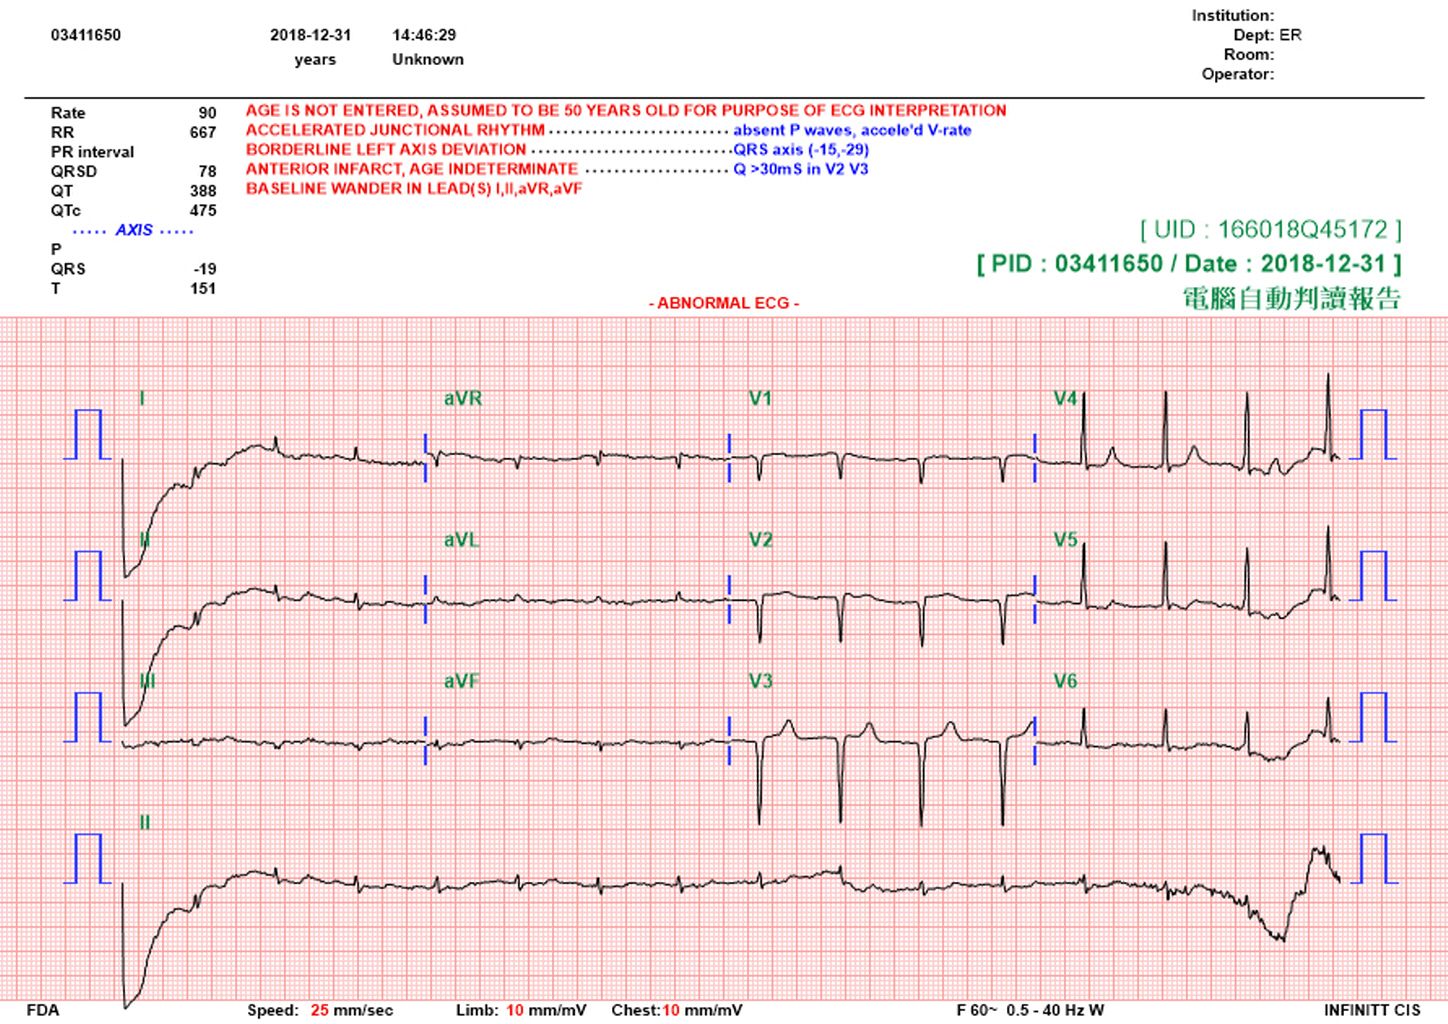 Institution:
03411650 2018-12-31 14:46:29 Dept: ER
years Unknown Room:
Operator:
Rate 90 AGE IS NOT ENTERED, ASSUMED TO BE 50 YEARS OLD FOR PURPOSE OF ECG INTERPRETATION
RR 667 ACCELERATED JUNCTIONAL RHYTHM ........................ absent P waves, accele'd V-rate
PR interval BORDERLINE LEFT AXIS DEVIATION ........................ QRS axis (-15,-29)
QRSD 78 ANTERIOR INFARCT, AGE INDETERMINATE ................... Q >30mS in V2 V3
QT 388 BASELINE WANDER IN LEAD(S) I,II,aVR,aVF
QTc 475
····· AXIS ·····
P
QRS -19
T 151
[ UID : 166018Q45172 ]
[ PID : 03411650 / Date : 2018-12-31 ]
電腦自動判讀報告
- ABNORMAL ECG -
I aVR V1 V4
II aVL V2 V5
III aVF V3 V6
II
FDA Speed: 25 mm/sec Limb: 10 mm/mV Chest:10 mm/mV F 60~ 0.5 - 40 Hz W INFINITT CIS